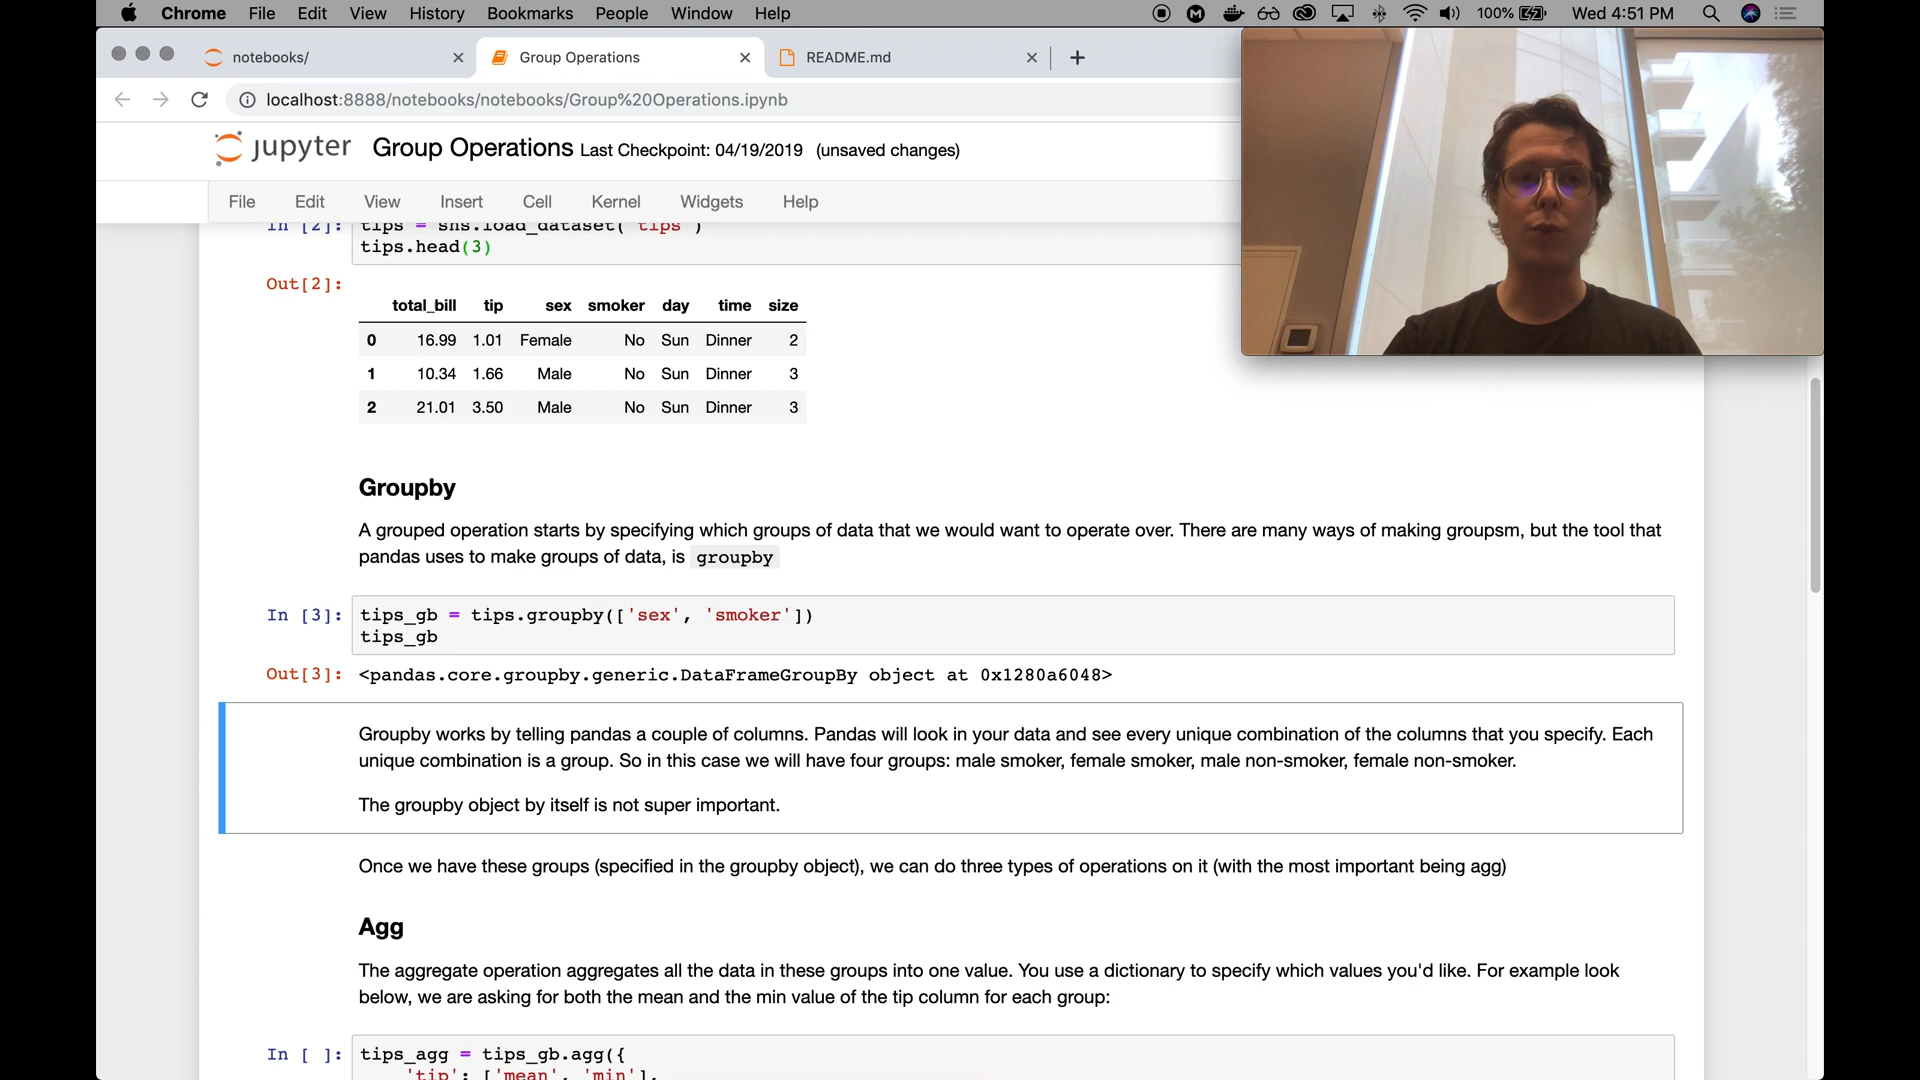 Chrome File Edit View History Bookmarks People Window Help 100% Wed 4:51 PM
notebooks/ Group Operations README.md
localhost:8888/notebooks/notebooks/Group%20Operations.ipynb
jupyter Group Operations Last Checkpoint: 04/19/2019 (unsaved changes)
File Edit View Insert Cell Kernel Widgets Help
In [2]: tips = sns.load_dataset('tips')
tips.head(3)
Out[2]:
total_bill tip sex smoker day time size
0 16.99 1.01 Female No Sun Dinner 2
1 10.34 1.66 Male No Sun Dinner 3
2 21.01 3.50 Male No Sun Dinner 3
Groupby
A grouped operation starts by specifying which groups of data that we would want to operate over. There are many ways of making groupsm, but the tool that
pandas uses to make groups of data, is groupby
In [3]: tips_gb = tips.groupby(['sex', 'smoker'])
tips_gb
Out[3]: <pandas.core.groupby.generic.DataFrameGroupBy object at 0x1280a6048>
Groupby works by telling pandas a couple of columns. Pandas will look in your data and see every unique combination of the columns that you specify. Each
unique combination is a group. So in this case we will have four groups: male smoker, female smoker, male non-smoker, female non-smoker.
The groupby object by itself is not super important.
Once we have these groups (specified in the groupby object), we can do three types of operations on it (with the most important being agg)
Agg
The aggregate operation aggregates all the data in these groups into one value. You use a dictionary to specify which values you'd like. For example look
below, we are asking for both the mean and the min value of the tip column for each group:
In [ ]: tips_agg = tips_gb.agg({
'tip': ['mean', 'min'],